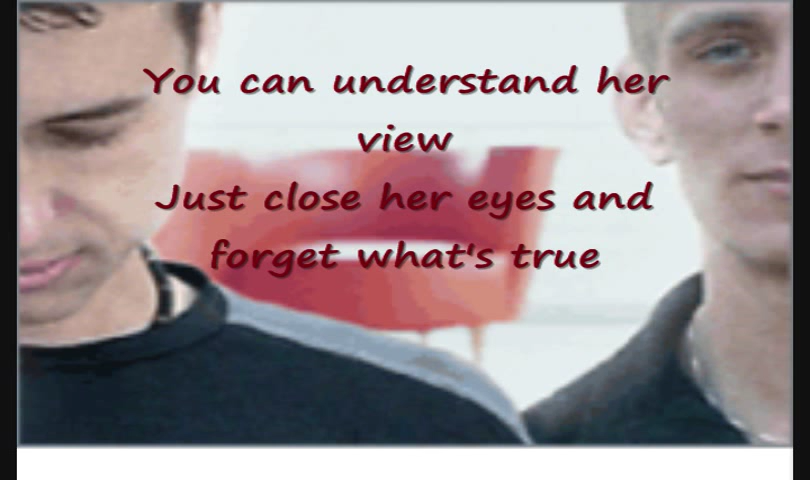 You can understand her
view
Just close her eyes and
forget what's true